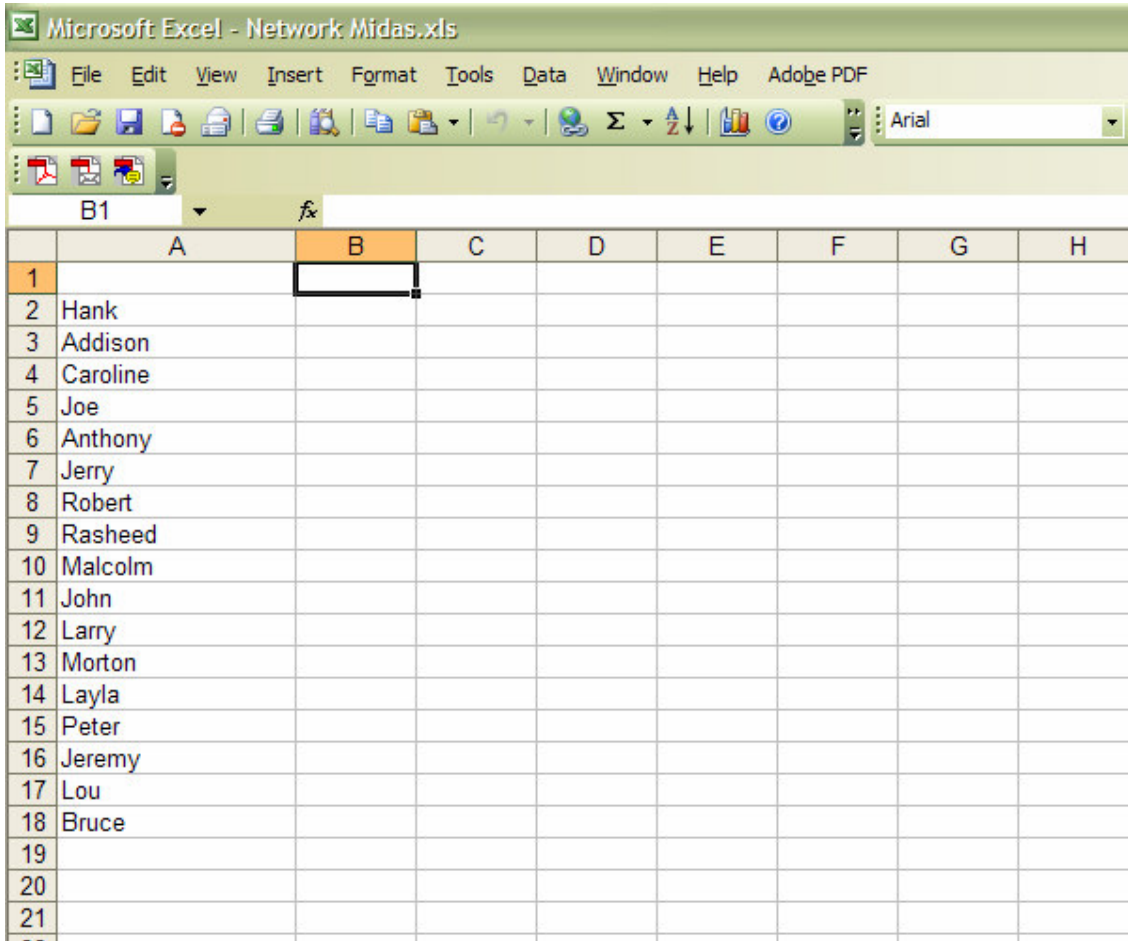 Microsoft Excel - Network Midas.xls
File Edit View Insert Format Tools Data Window Help Adobe PDF
Σ A Z Arial
B1 fx
A B C D E F G H
1
2 Hank
3 Addison
4 Caroline
5 Joe
6 Anthony
7 Jerry
8 Robert
9 Rasheed
10 Malcolm
11 John
12 Larry
13 Morton
14 Layla
15 Peter
16 Jeremy
17 Lou
18 Bruce
19
20
21